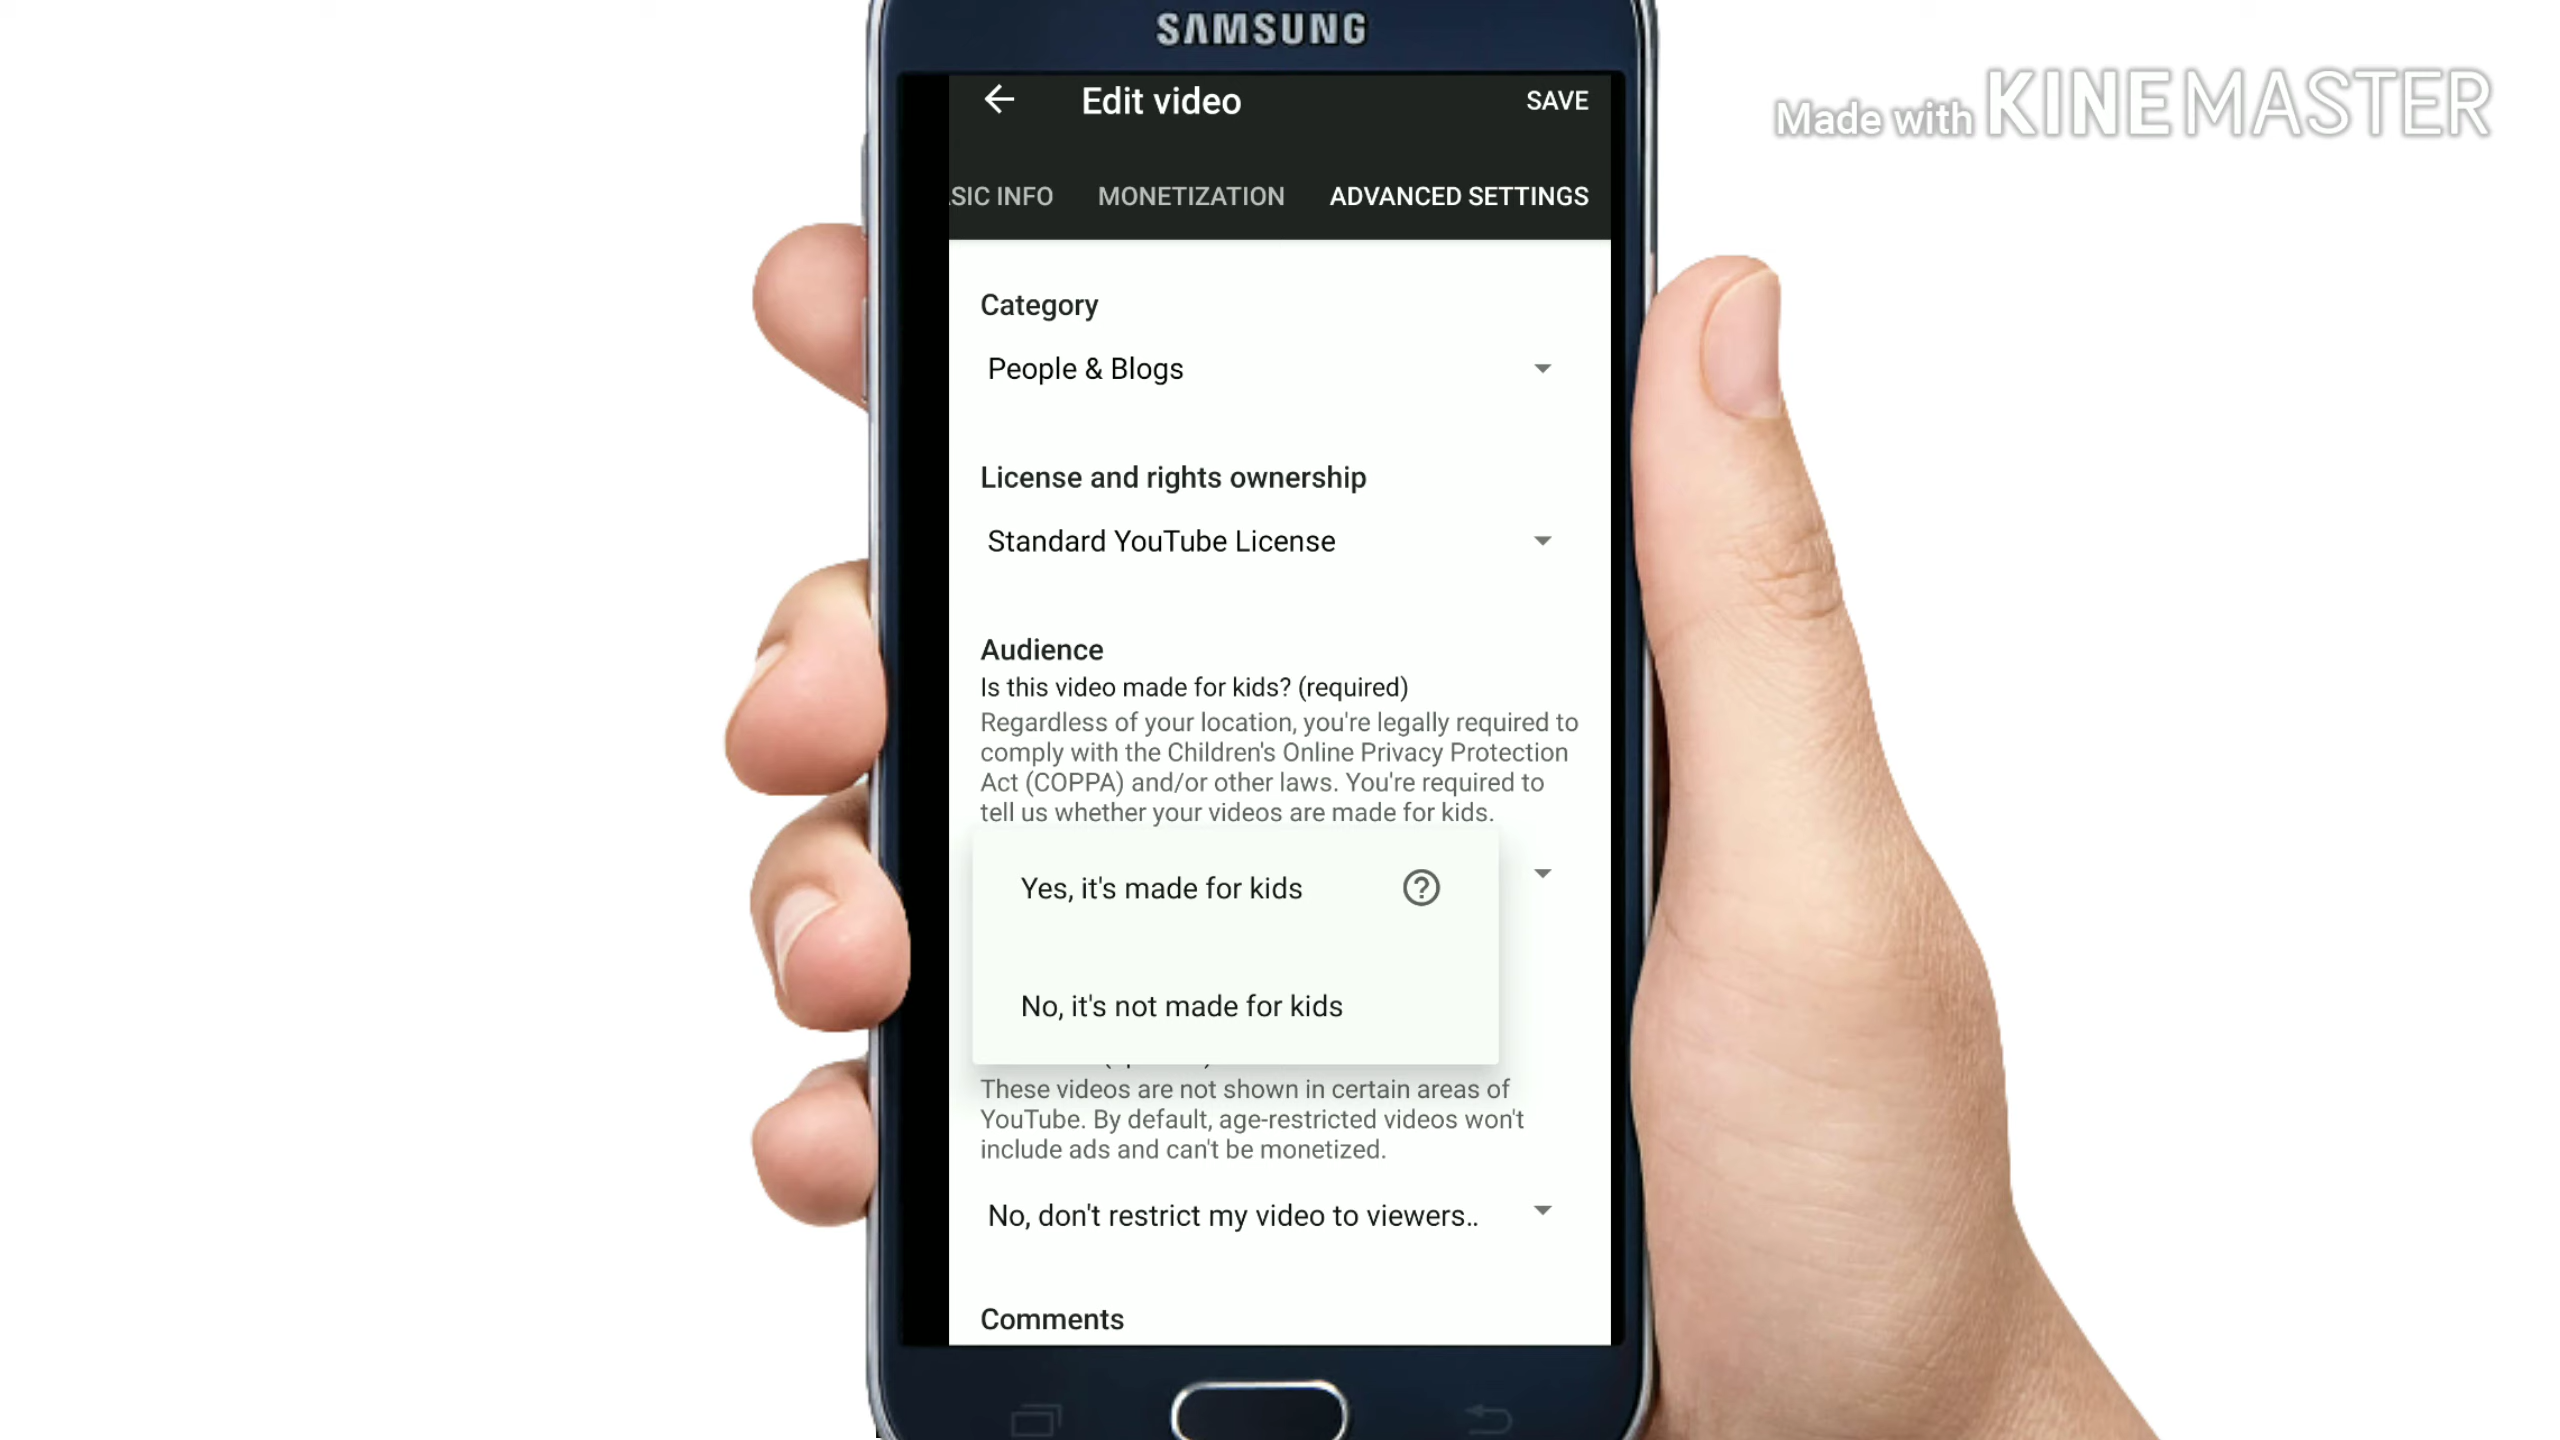 SAMSUNG
Made with KINEMASTER
Edit video
SAVE
SIC INFO
MONETIZATION
ADVANCED SETTINGS
Category
People & Blogs
License and rights ownership
Standard YouTube License
Audience
Is this video made for kids? (required)
Regardless of your location, you're legally required to
comply with the Children's Online Privacy Protection
Act (COPPA) and/or other laws. You're required to
tell us whether your videos are made for kids.
Yes, it's made for kids
No, it's not made for kids
These videos are not shown in certain areas of
YouTube. By default, age-restricted videos won't
include ads and can't be monetized.
No, don't restrict my video to viewers..
Comments